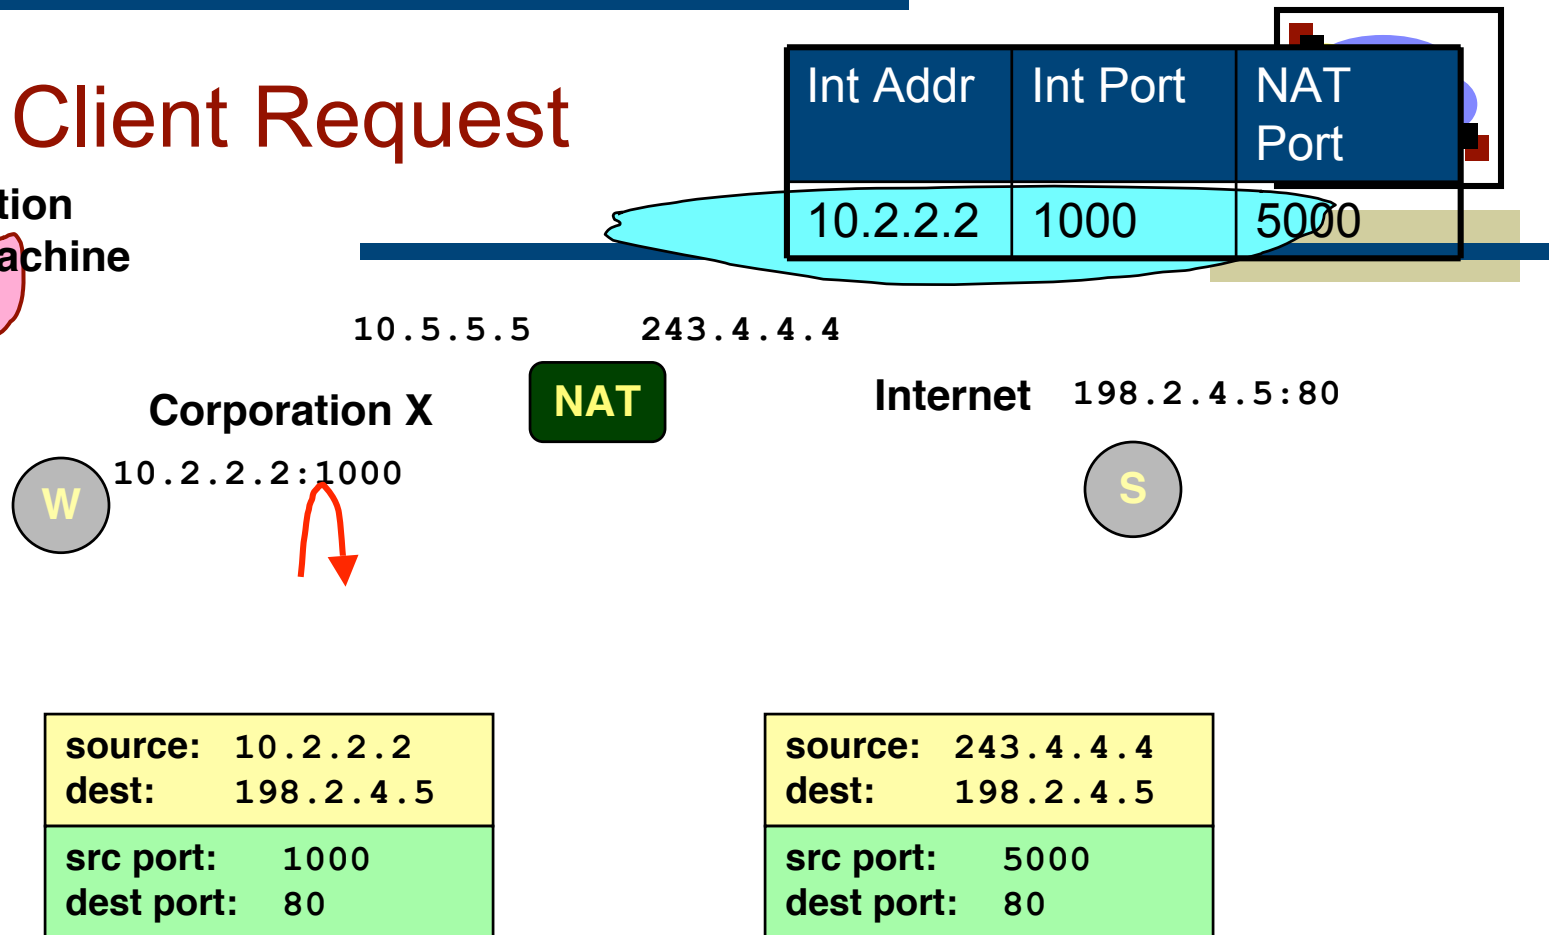 Client Request
Int Addr Int Port NAT Port
10.2.2.2 1000 5000
tion
achine
10.5.5.5 243.4.4.4
NAT
Corporation X
Internet 198.2.4.5:80
W 10.2.2.2:1000
S
source: 10.2.2.2
dest: 198.2.4.5
src port: 1000
dest port: 80
source: 243.4.4.4
dest: 198.2.4.5
src port: 5000
dest port: 80